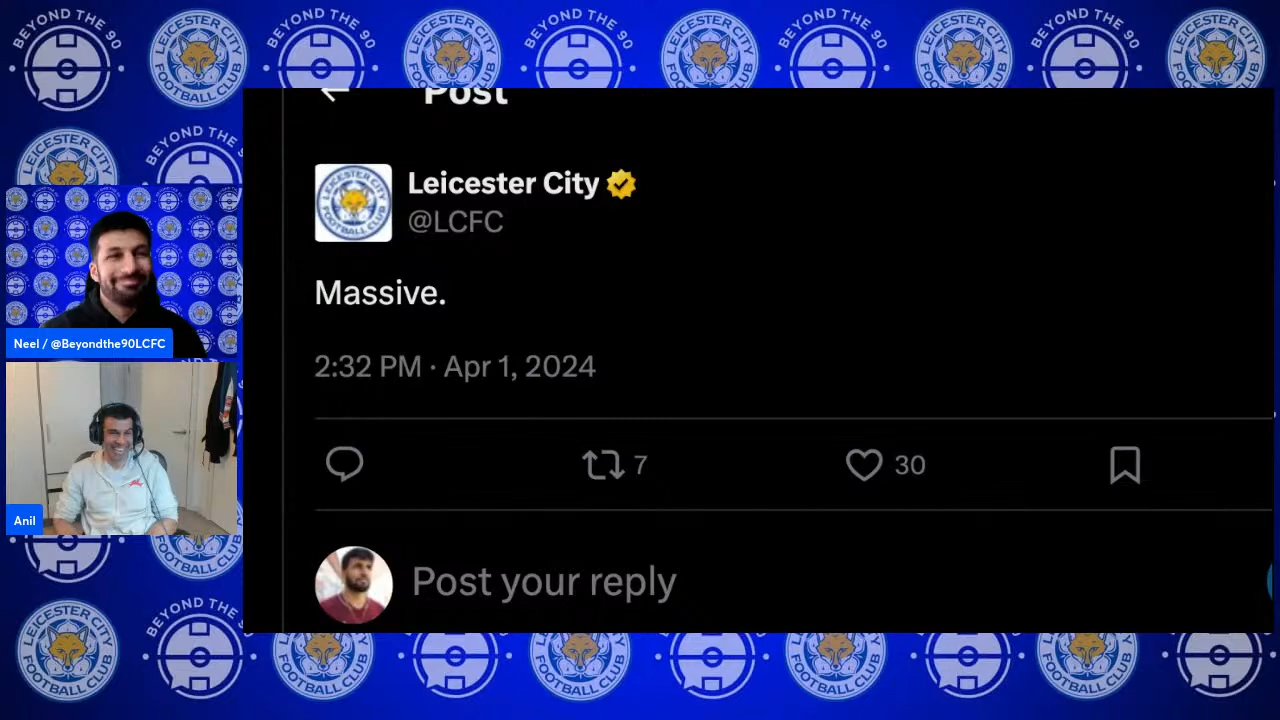 BEYOND THE 90
LEICESTER CITY
FOOTBALL CLUB
Post
Leicester City
@LCFC
Massive.
2:32 PM · Apr 1, 2024
7
30
Post your reply
Neel / @Beyondthe90LCFC
Anil